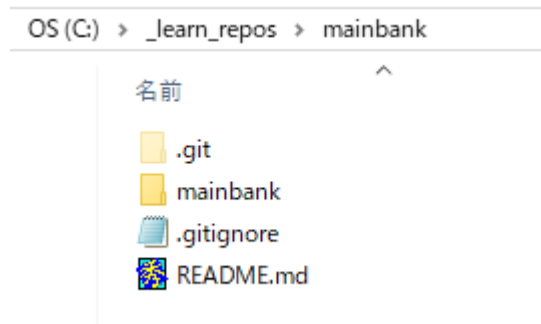 OS (C:) > _learn_repos > mainbank
名前
.git
mainbank
.gitignore
README.md